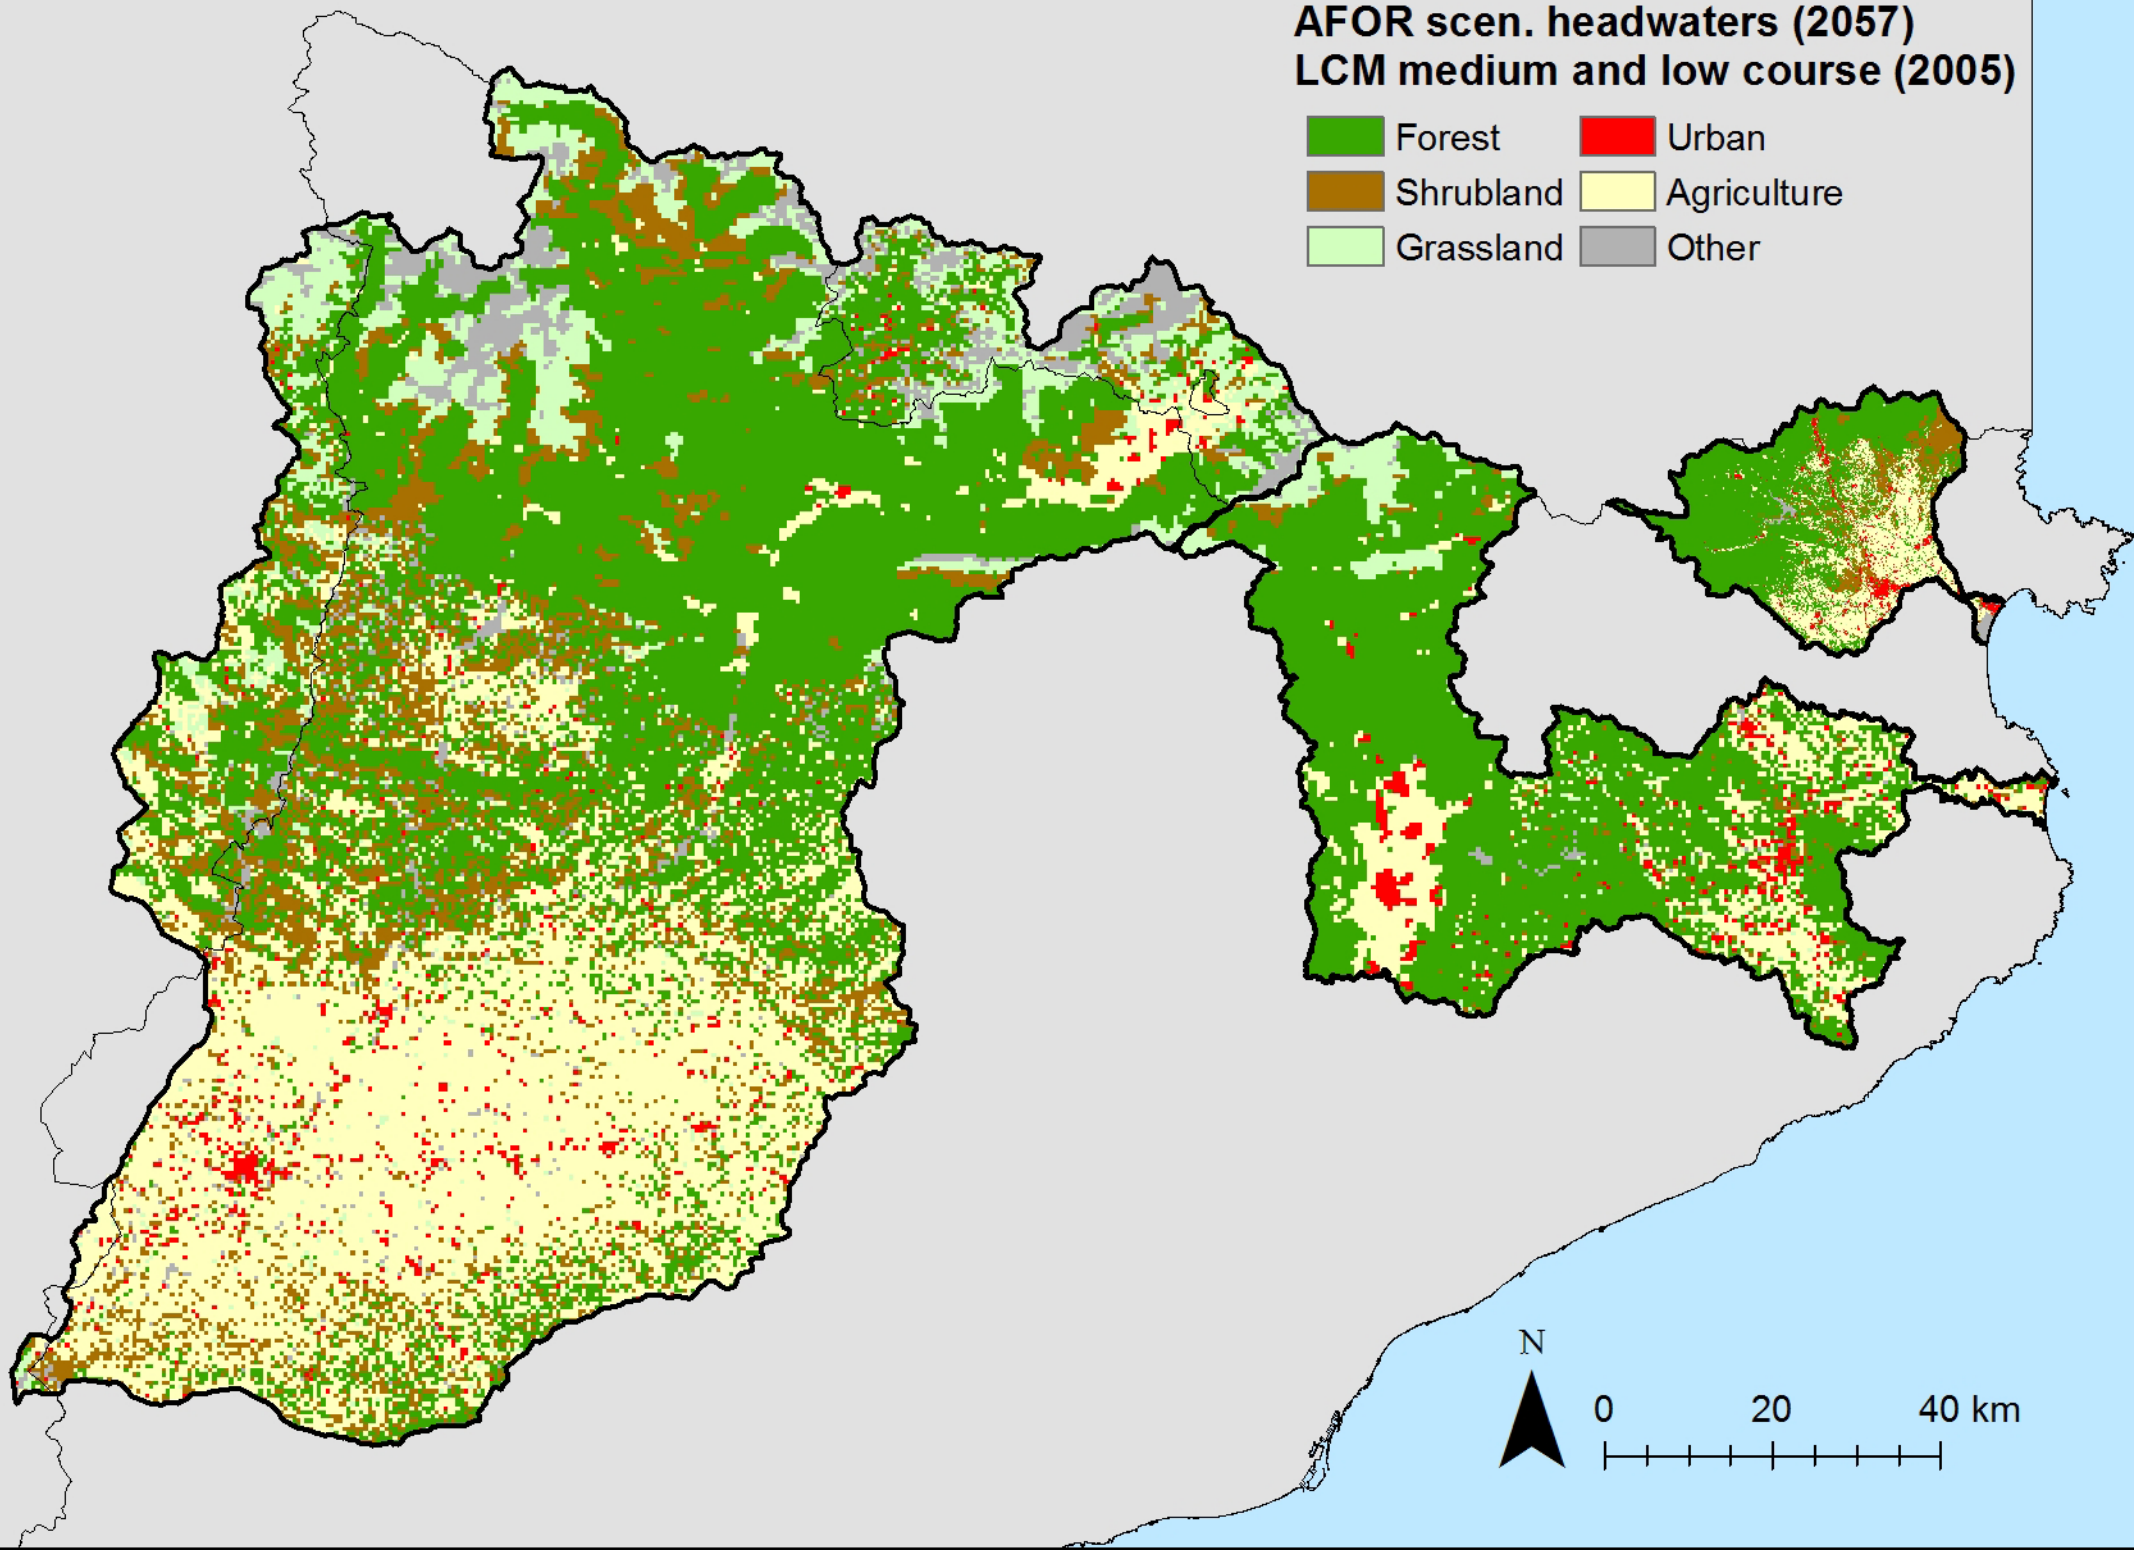 AFOR scen. headwaters (2057)
LCM medium and low course (2005)
Forest Urban
Shrubland Agriculture
Grassland Other
N
0 20 40 km